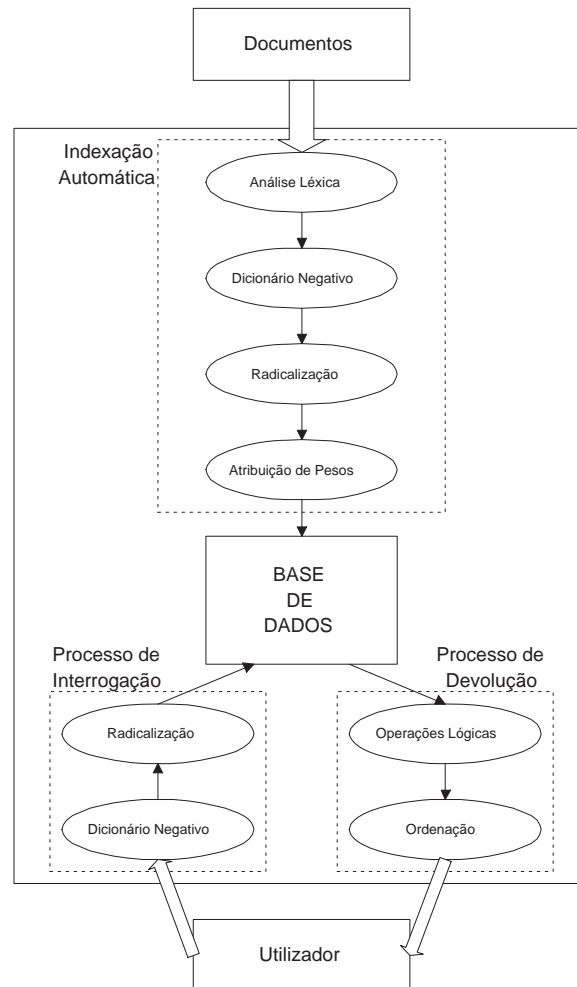 Documentos
Indexação
Automática
Análise Léxica
Dicionário Negativo
Radicalização
Atribuição de Pesos
BASE
DE
DADOS
Processo de
Interrogação
Radicalização
Dicionário Negativo
Processo de
Devolução
Operações Lógicas
Ordenação
Utilizador